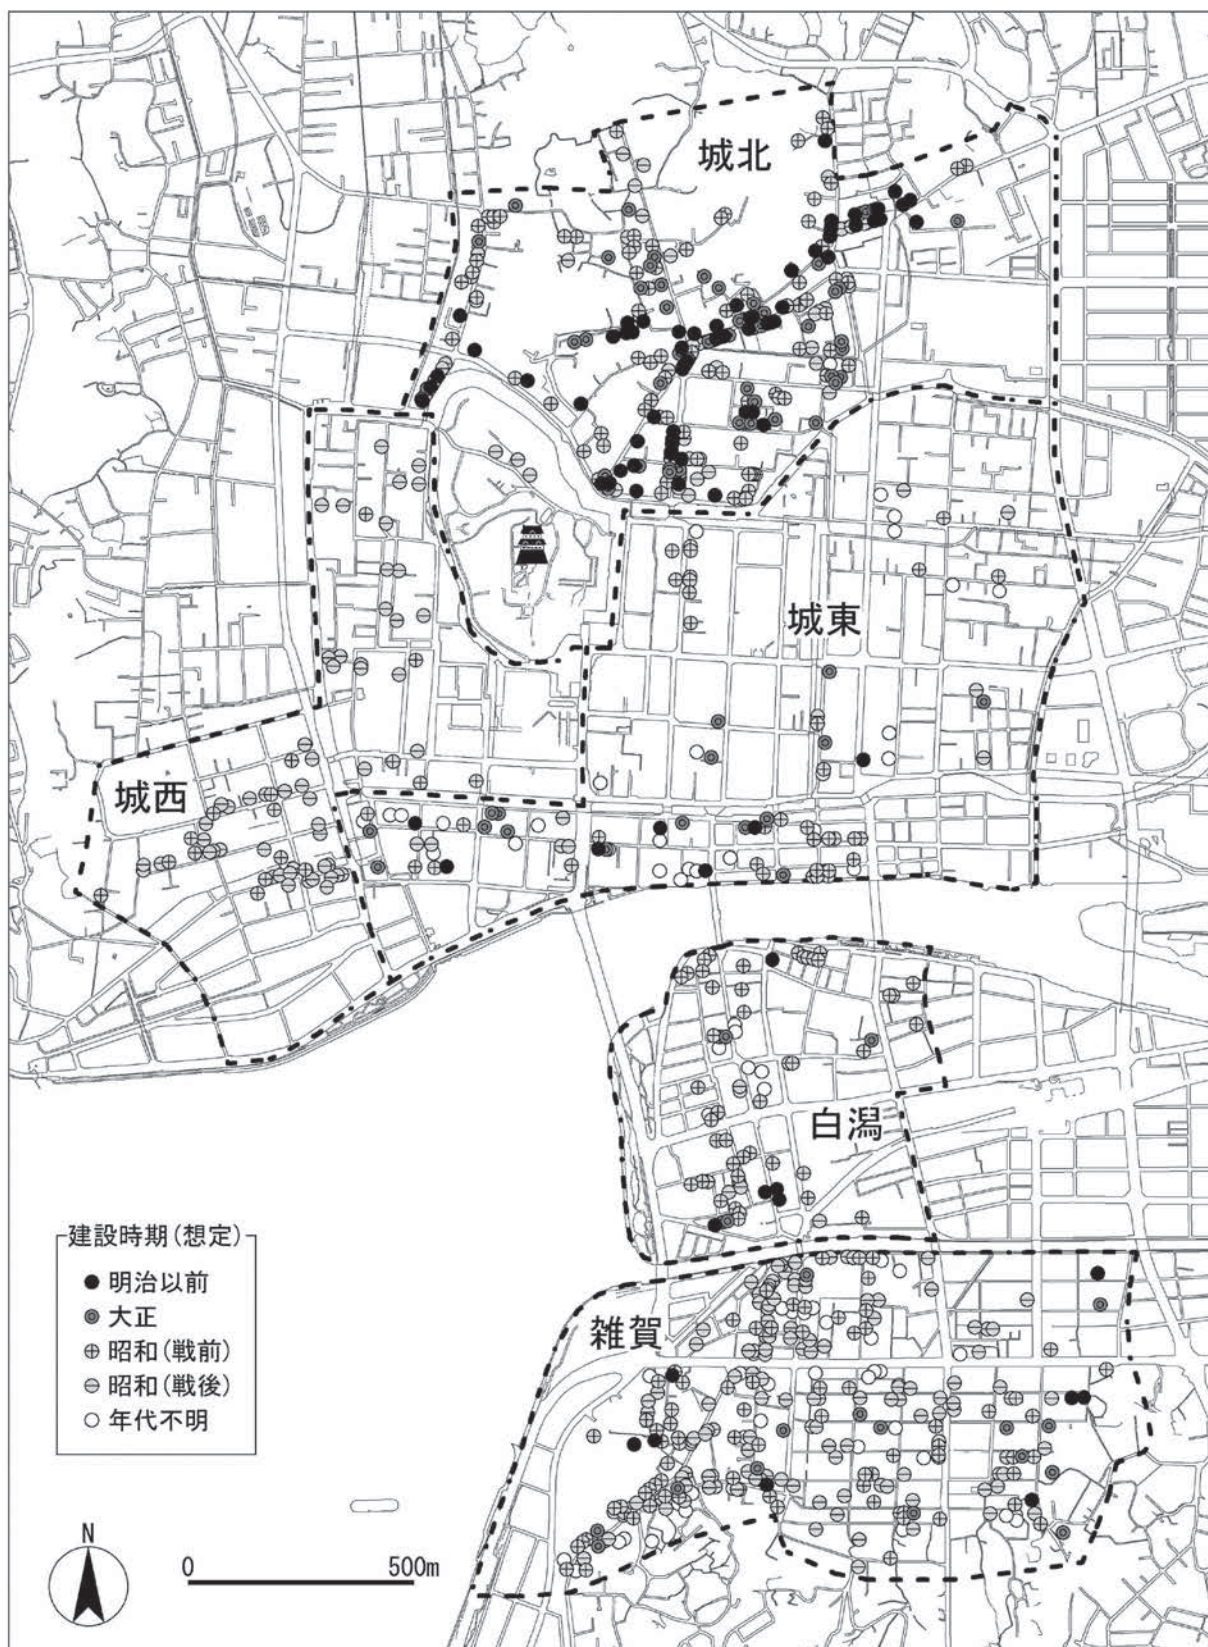 城北
城東
城西
白潟
雑賀
建設時期(想定)
明治以前
大正
昭和(戦前)
昭和(戦後)
年代不明
N
0 500m